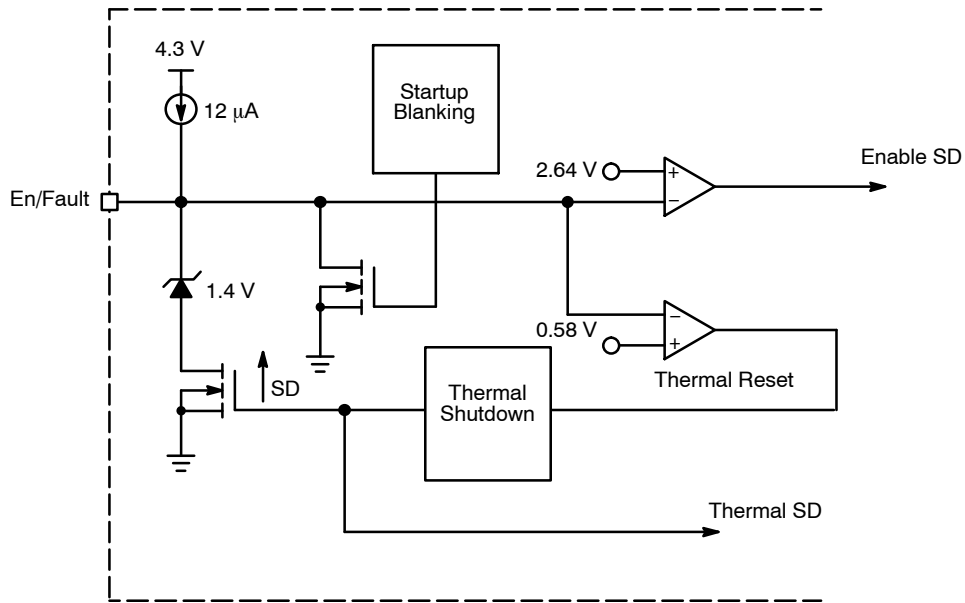 4.3 V
12 μA
Startup
Blanking
En/Fault
2.64 V
+
−
Enable SD
1.4 V
0.58 V
−
+
Thermal Reset
SD
Thermal
Shutdown
Thermal SD